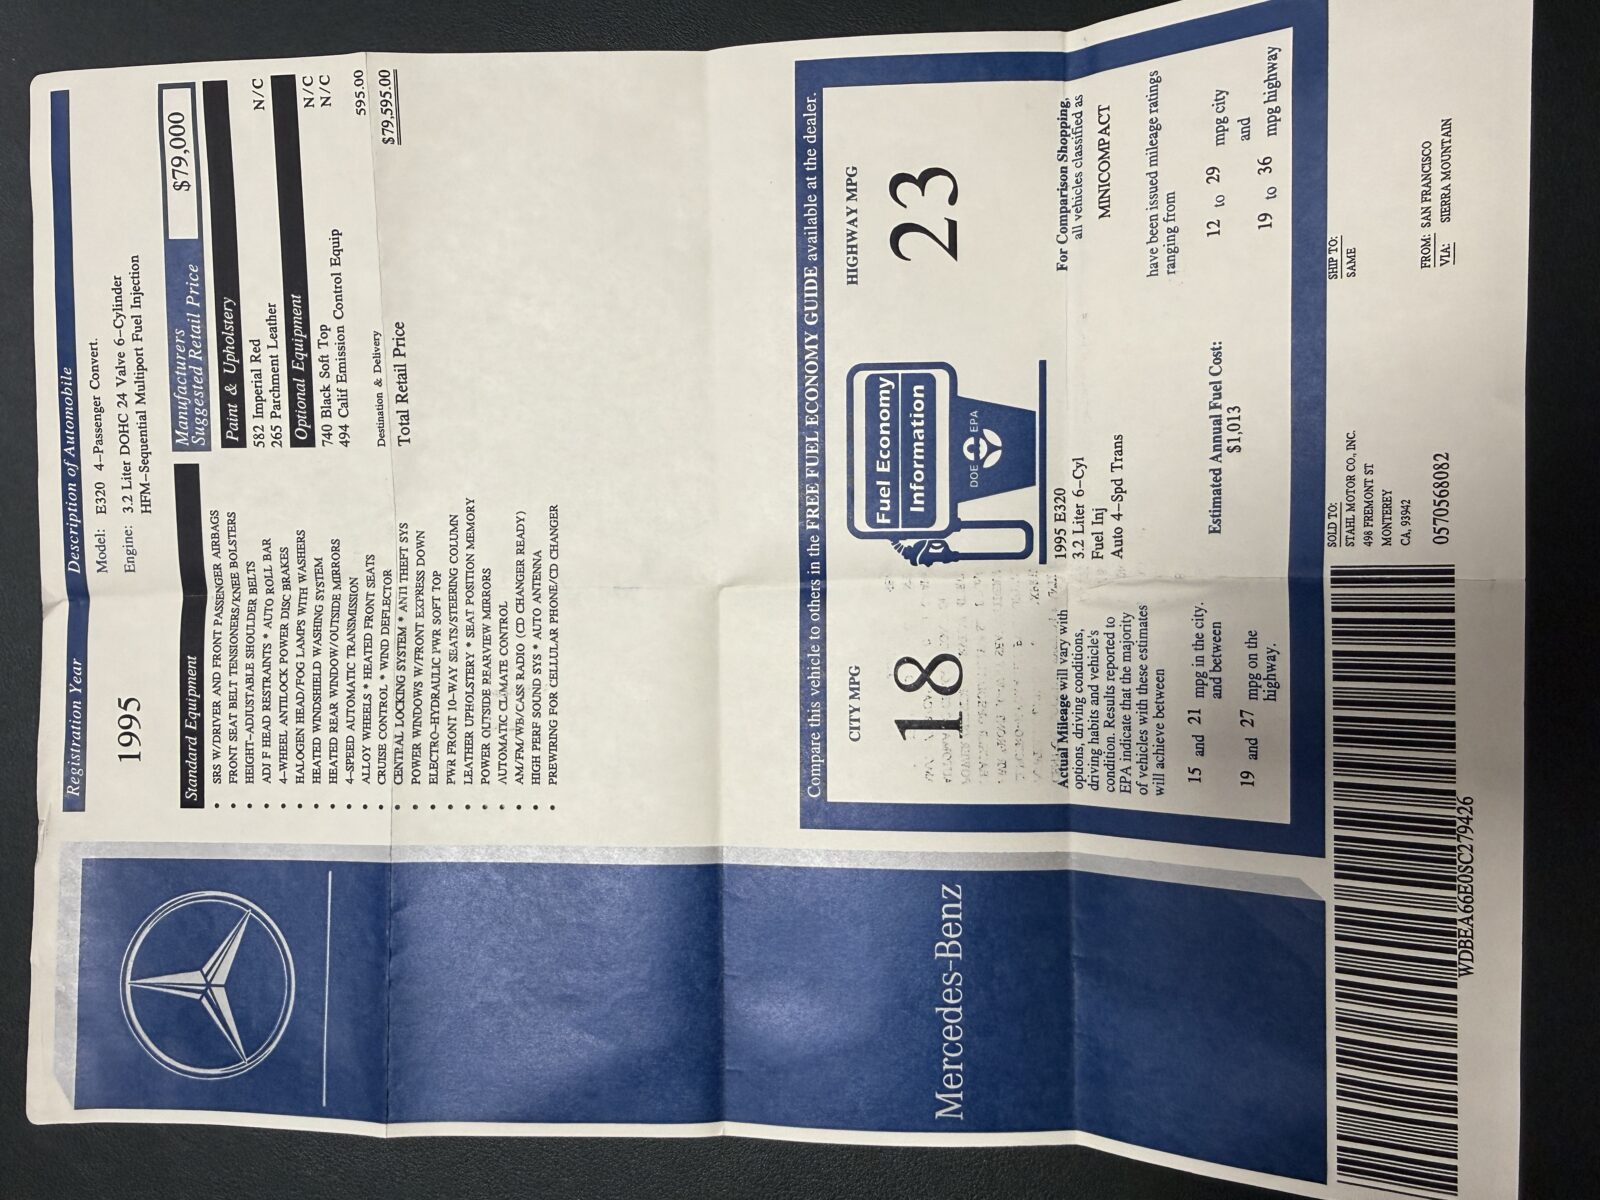 Registration Year
Description of Automobile
1995
Model: E320 4-Passenger Convert.
Engine: 3.2 Liter DOHC 24 Valve 6-Cylinder
HFM-Sequential Multiport Fuel Injection
Standard Equipment
• SRS W/DRIVER AND FRONT PASSENGER AIRBAGS
• FRONT SEAT BELT TENSIONERS/KNEE BOLSTERS
• HEIGHT-ADJUSTABLE SHOULDER BELTS
• ADJ F HEAD RESTRAINTS * AUTO ROLL BAR
• 4-WHEEL ANTILOCK POWER DISC BRAKES
• HALOGEN HEAD/FOG LAMPS WITH WASHERS
• HEATED WINDSHIELD WASHING SYSTEM
• HEATED REAR WINDOW/OUTSIDE MIRRORS
• 4-SPEED AUTOMATIC TRANSMISSION
• ALLOY WHEELS * HEATED FRONT SEATS
• CRUISE CONTROL * WIND DEFLECTOR
• CENTRAL LOCKING SYSTEM * ANTI THEFT SYS
• POWER WINDOWS W/FRONT EXPRESS DOWN
• ELECTRO-HYDRAULIC PWR SOFT TOP
• PWR FRONT 10-WAY SEATS/STEERING COLUMN
• LEATHER UPHOLSTERY * SEAT POSITION MEMORY
• POWER OUTSIDE REARVIEW MIRRORS
• AUTOMATIC CLIMATE CONTROL
• AM/FM/WB/CASS RADIO (CD CHANGER READY)
• HIGH PERF SOUND SYS * AUTO ANTENNA
• PREWIRING FOR CELLULAR PHONE/CD CHANGER
Manufacturers
Suggested Retail Price
$79,000
Paint & Upholstery
582 Imperial Red N/C
265 Parchment Leather
Optional Equipment
740 Black Soft Top N/C
494 Calif Emission Control Equip N/C
Destination & Delivery 595.00
Total Retail Price $79,595.00
Mercedes-Benz
Compare this vehicle to others in the FREE FUEL ECONOMY GUIDE available at the dealer.
CITY MPG
18
Fuel Economy
Information
DOE EPA
HIGHWAY MPG
23
Actual Mileage will vary with
options, driving conditions,
driving habits and vehicle's
condition. Results reported to
EPA indicate that the majority
of vehicles with these estimates
will achieve between
15 and 21 mpg in the city.
and between
19 and 27 mpg on the
highway.
1995 E320
3.2 Liter 6-Cyl
Fuel Inj
Auto 4-Spd Trans
Estimated Annual Fuel Cost:
$1,013
For Comparison Shopping,
all vehicles classified as
MINICOMPACT
have been issued mileage ratings
ranging from
12 to 29 mpg city
and
19 to 36 mpg highway
WDBEA66E0SC279426
SOLD TO:
STAHL MOTOR CO., INC.
498 FREMONT ST
MONTEREY
CA, 93942
0570568082
SHIP TO:
SAME
FROM: SAN FRANCISCO
VIA: SIERRA MOUNTAIN